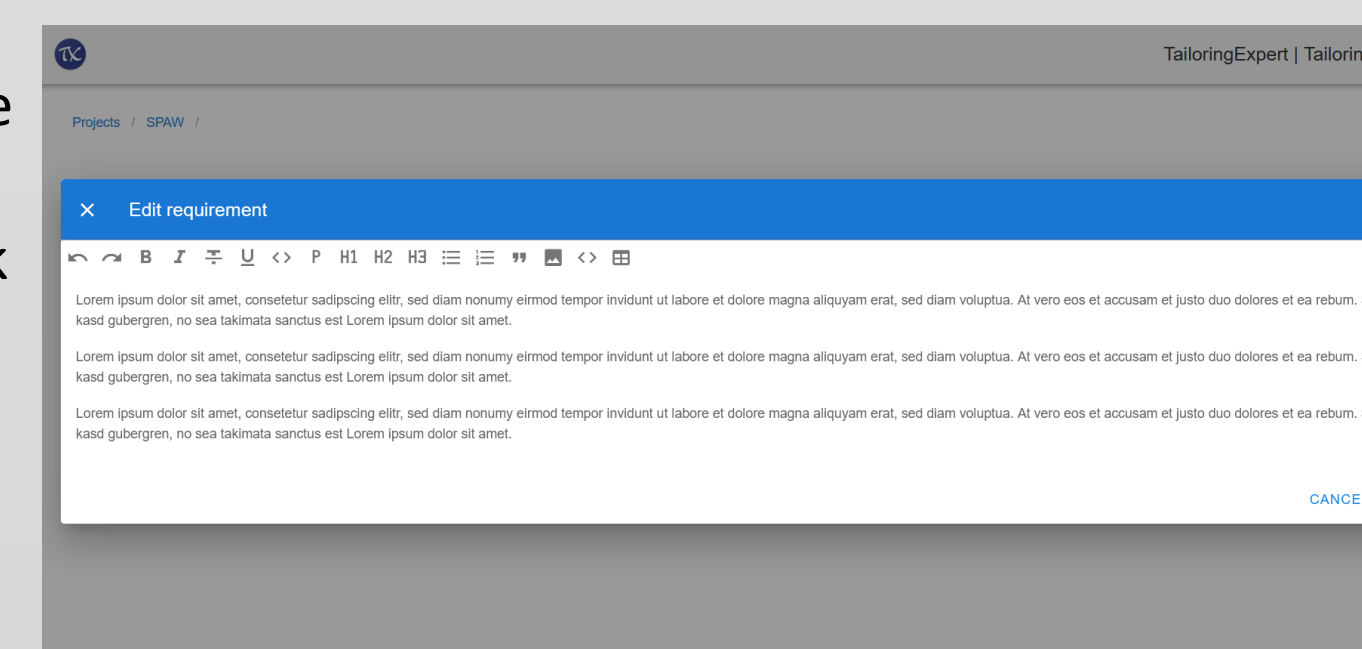 e
TX
TailoringExpert | Tailorin
Projects / SPAW /
k
Edit requirement
B I U <> P H1 H2 H3 <>
Lorem ipsum dolor sit amet, consetetur sadipscing elitr, sed diam nonumy eirmod tempor invidunt ut labore et dolore magna aliquyam erat, sed diam voluptua. At vero eos et accusam et justo duo dolores et ea rebum.
kasd gubergren, no sea takimata sanctus est Lorem ipsum dolor sit amet.
Lorem ipsum dolor sit amet, consetetur sadipscing elitr, sed diam nonumy eirmod tempor invidunt ut labore et dolore magna aliquyam erat, sed diam voluptua. At vero eos et accusam et justo duo dolores et ea rebum.
kasd gubergren, no sea takimata sanctus est Lorem ipsum dolor sit amet.
Lorem ipsum dolor sit amet, consetetur sadipscing elitr, sed diam nonumy eirmod tempor invidunt ut labore et dolore magna aliquyam erat, sed diam voluptua. At vero eos et accusam et justo duo dolores et ea rebum.
kasd gubergren, no sea takimata sanctus est Lorem ipsum dolor sit amet.
CANCE